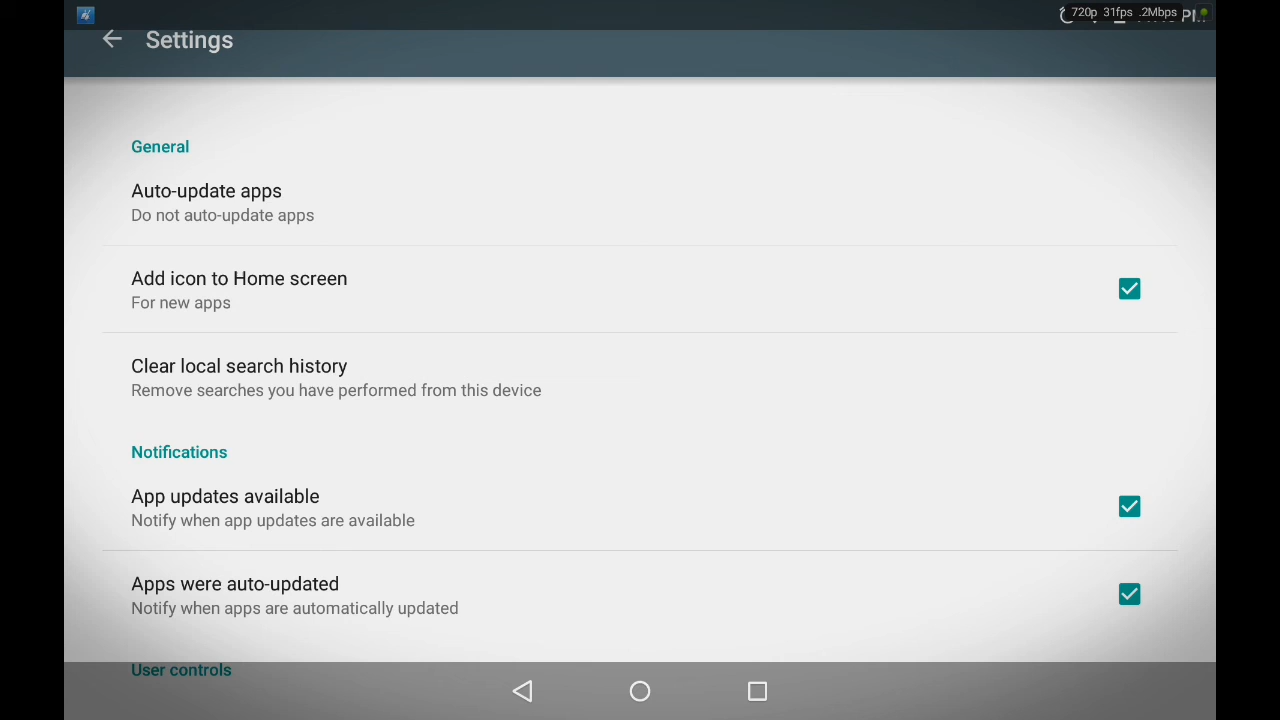 720p 31fps .2Mbps
Settings
General
Auto-update apps
Do not auto-update apps
Add icon to Home screen
For new apps
Clear local search history
Remove searches you have performed from this device
Notifications
App updates available
Notify when app updates are available
Apps were auto-updated
Notify when apps are automatically updated
User controls